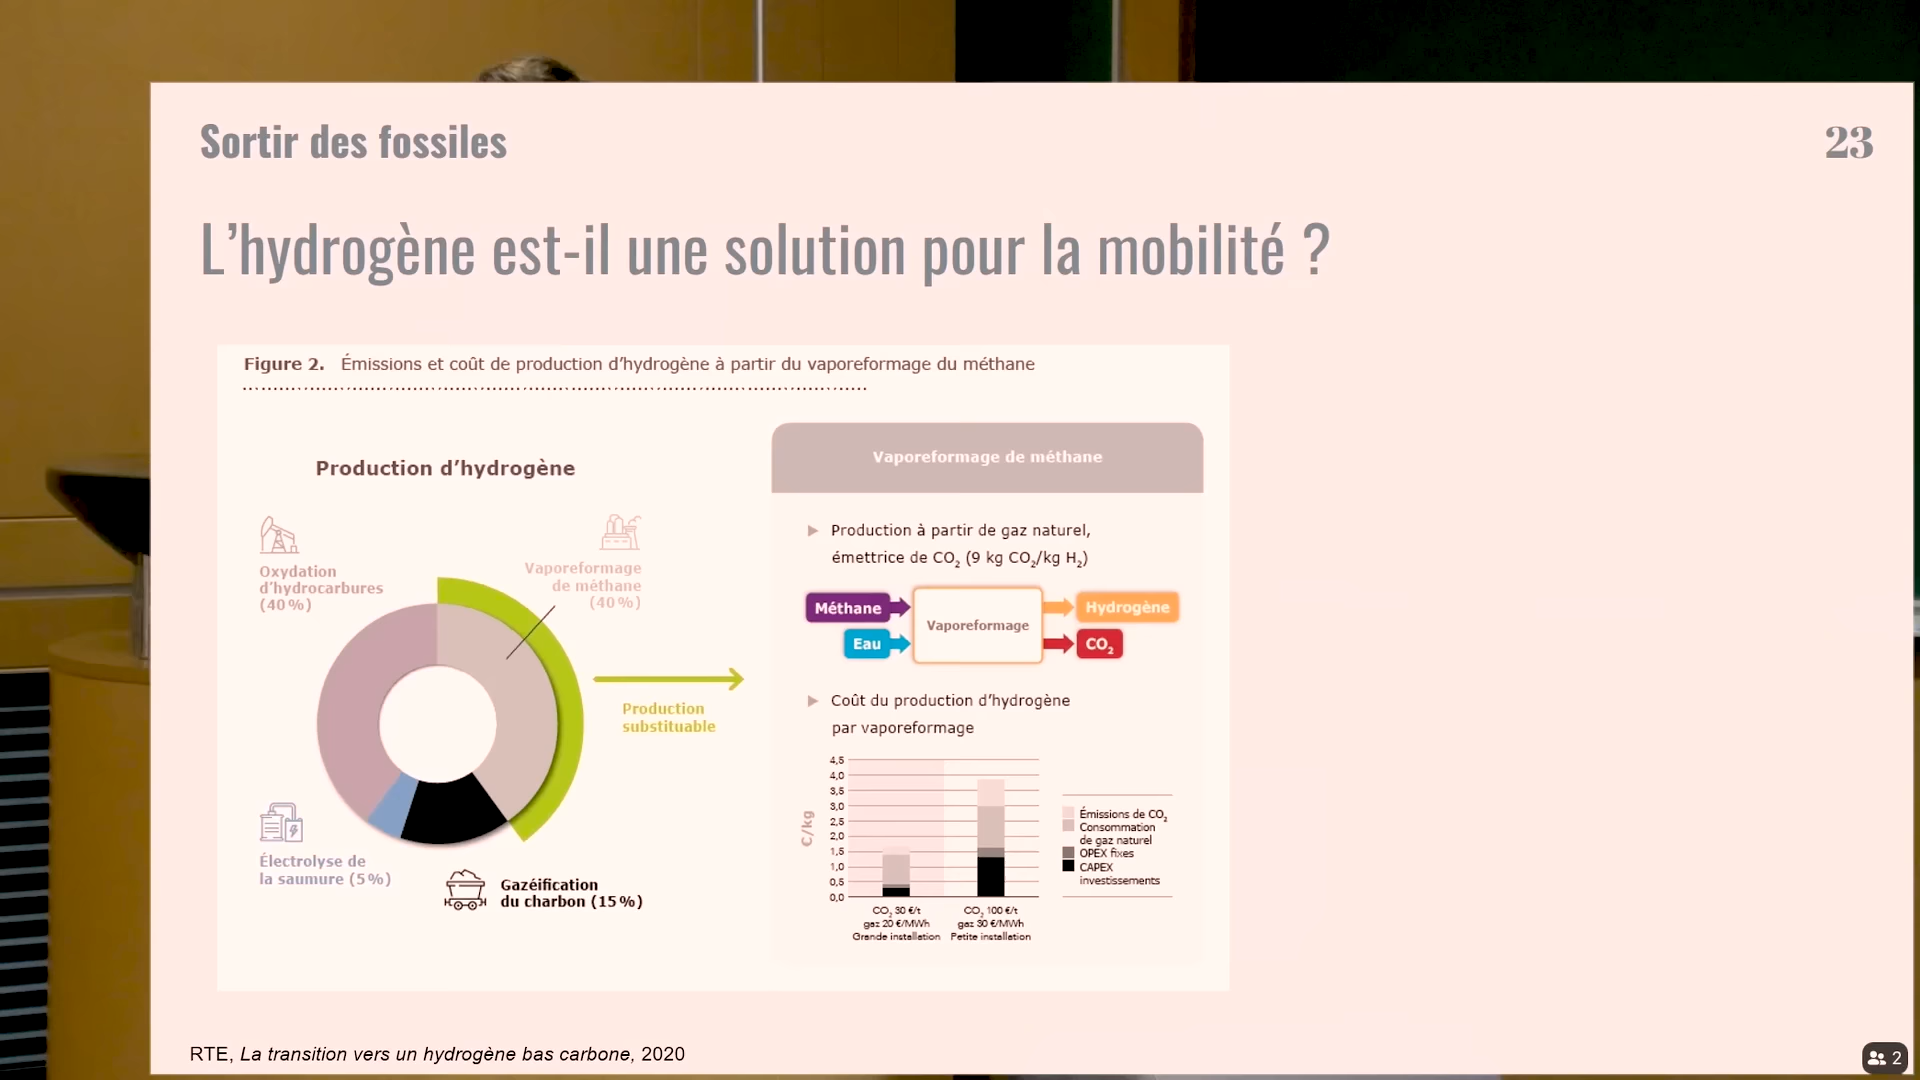 Sortir des fossiles
23
L'hydrogène est-il une solution pour la mobilité ?
Figure 2. Émissions et coût de production d'hydrogène à partir du vaporeformage du méthane
Production d'hydrogène
Oxydation
d'hydrocarbures
(40 %)
Vaporeformage
de méthane
(40 %)
Production
substituable
Électrolyse de
la saumure (5 %)
Gazéification
du charbon (15 %)
Vaporeformage de méthane
Production à partir de gaz naturel,
émettrice de CO₂ (9 kg CO₂/kg H₂)
Méthane
Eau
Vaporeformage
Hydrogène
CO₂
Coût du production d'hydrogène
par vaporeformage
€/kg
4,5
4,0
3,5
3,0
2,5
2,0
1,5
1,0
0,5
0,0
CO₂ 30 €/t
gaz 20 €/MWh
Grande installation
CO₂ 100 €/t
gaz 30 €/MWh
Petite installation
Émissions de CO₂
Consommation
de gaz naturel
OPEX fixes
CAPEX
investissements
RTE, La transition vers un hydrogène bas carbone, 2020
2